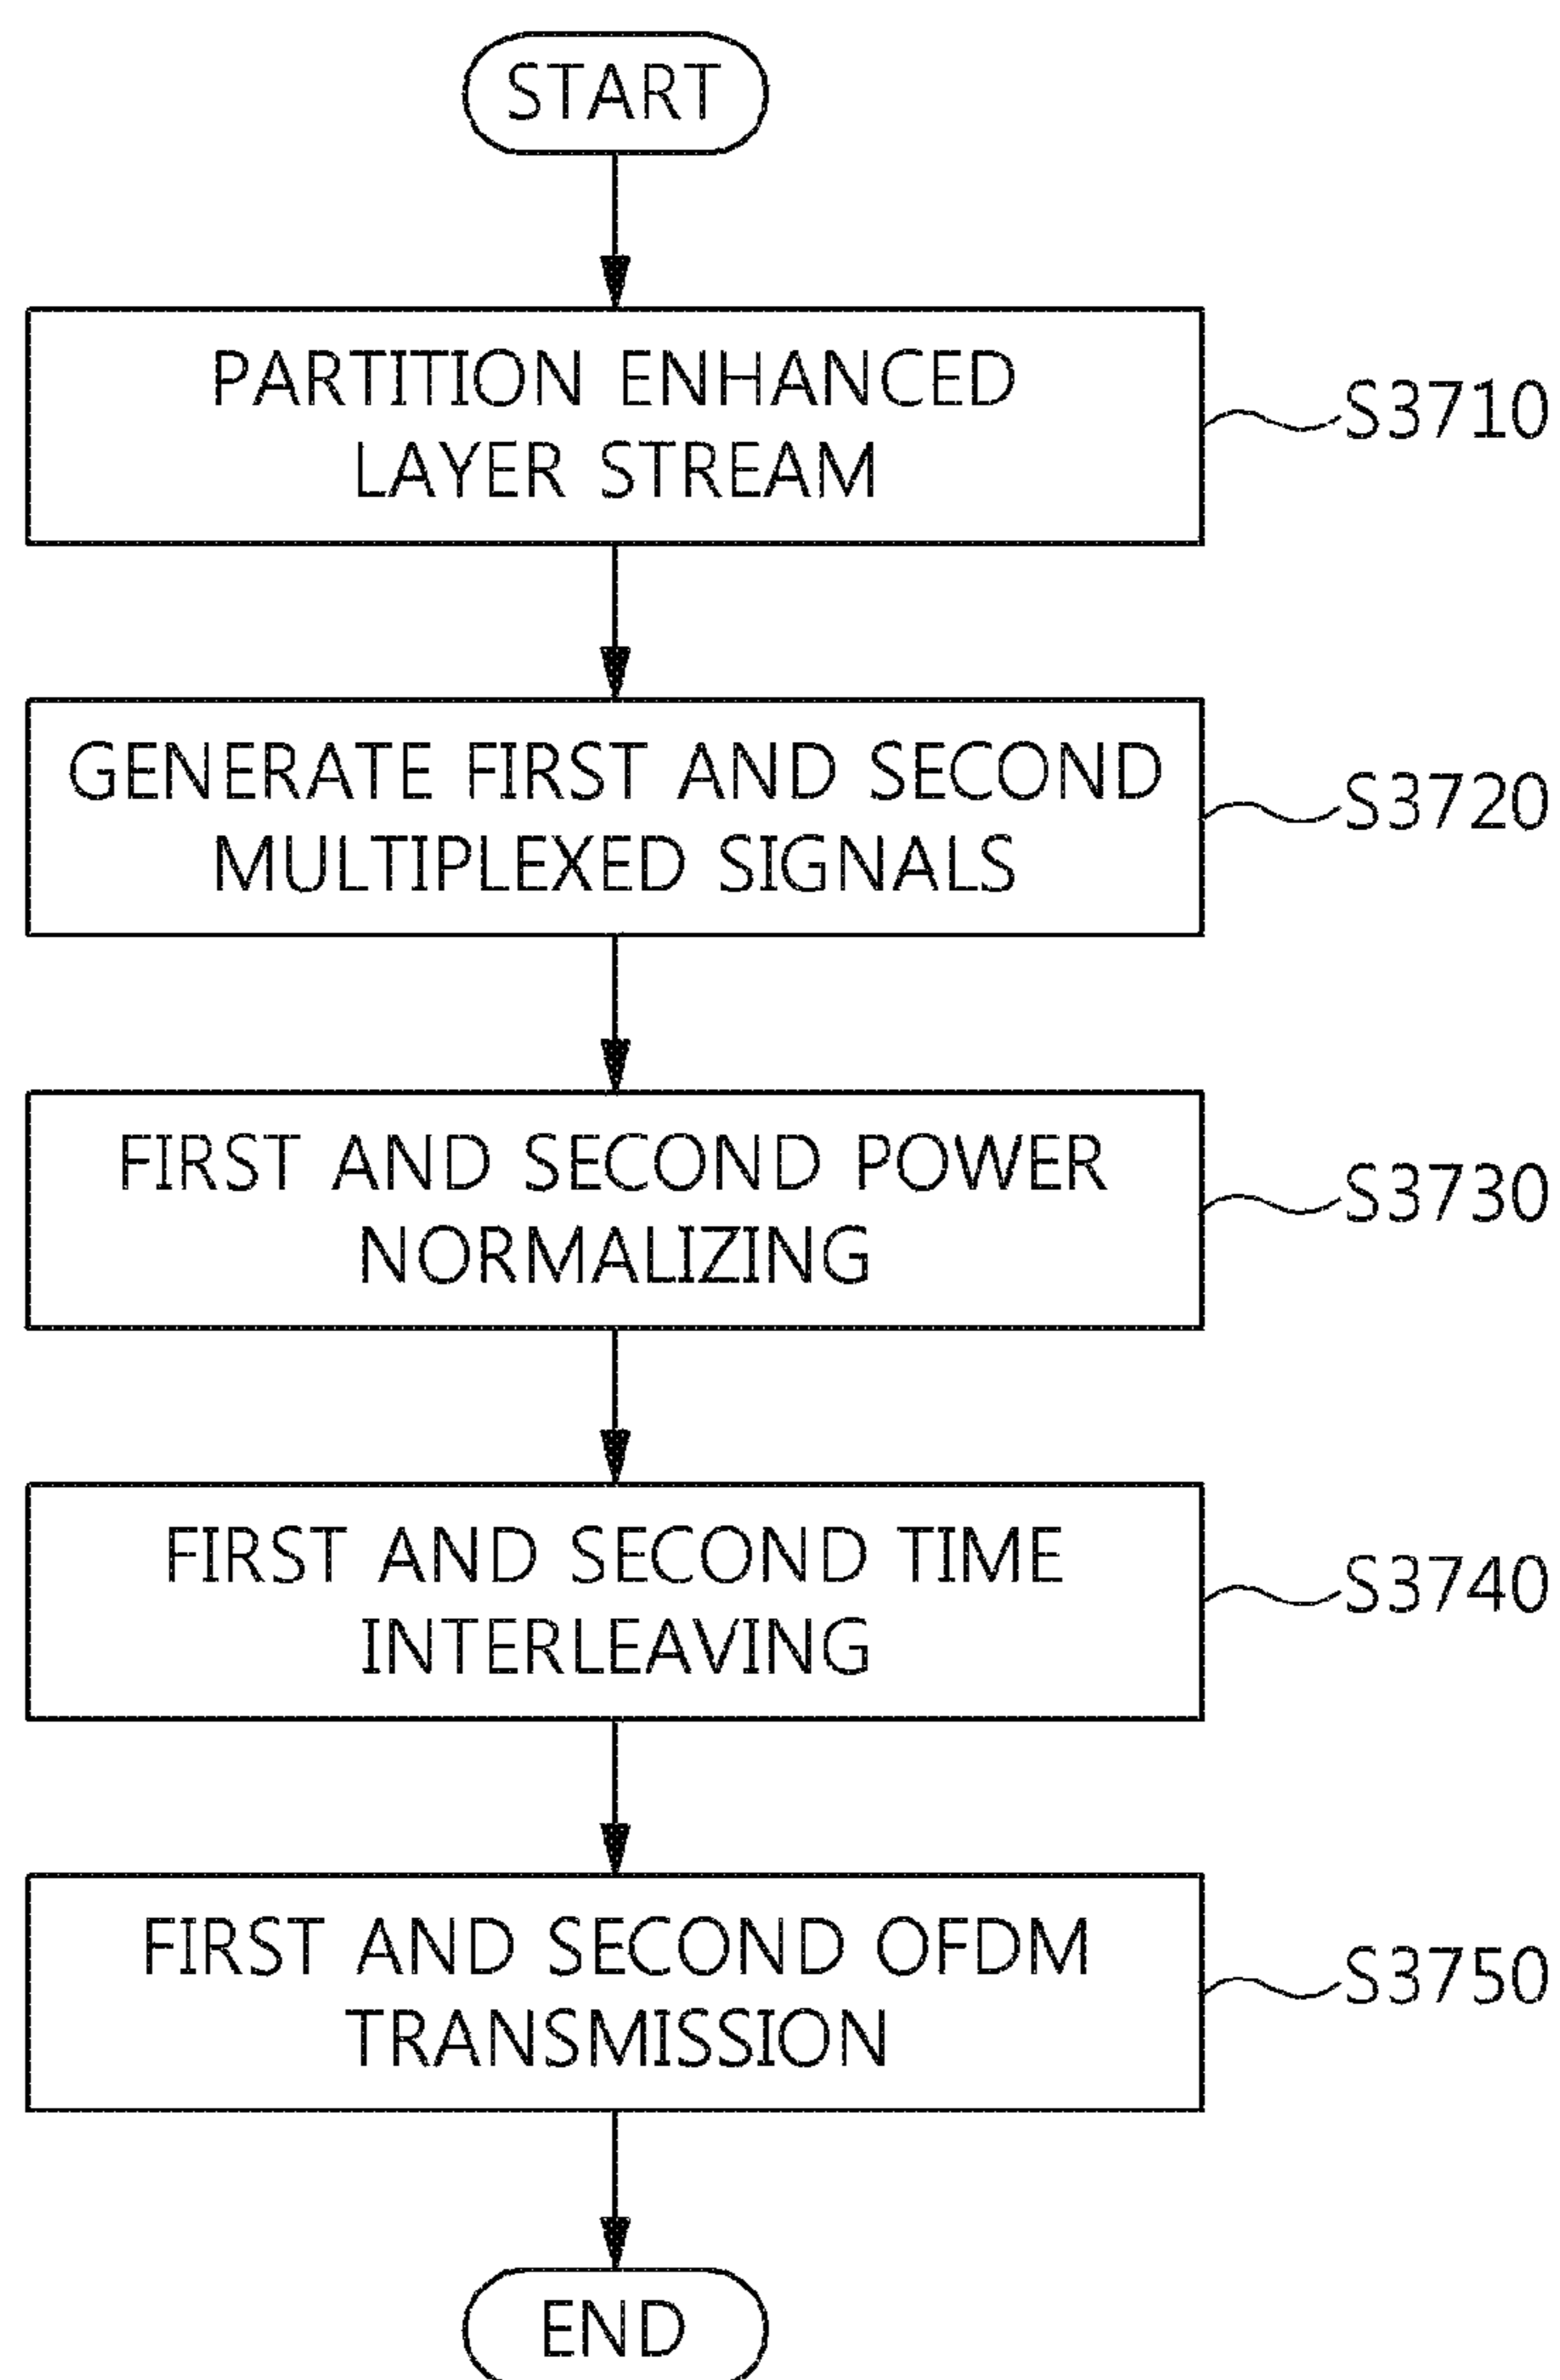 START
PARTITION ENHANCED
LAYER STREAM
S3710
GENERATE FIRST AND SECOND
MULTIPLEXED SIGNALS
S3720
FIRST AND SECOND POWER
NORMALIZING
S3730
FIRST AND SECOND TIME
INTERLEAVING
S3740
FIRST AND SECOND OFDM
TRANSMISSION
S3750
END